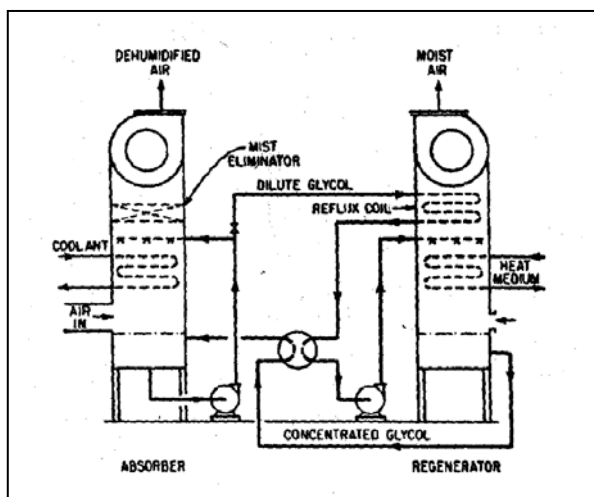 DEHUMIDIFIED
AIR
MOIST
AIR
MIST
ELIMINATOR
DILUTE GLYCOL
REFLUX COIL
COOLANT
HEAT
MEDIUM
AIR
IN
CONCENTRATED GLYCOL
ABSORBER
REGENERATOR